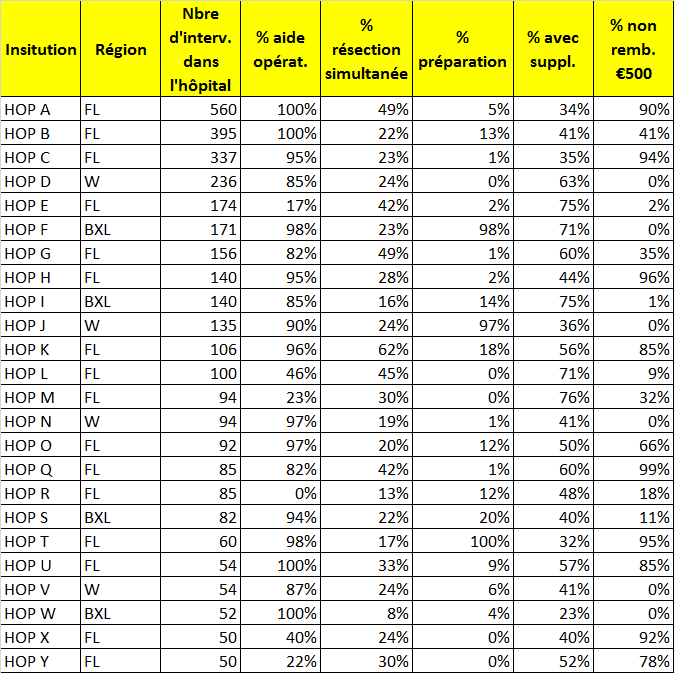 Insitution Région Nbre d'interv. dans l'hôpital % aide opérat. % résection simultanée % préparation % avec suppl. % non remb. €500
HOP A FL 560 100% 49% 5% 34% 90%
HOP B FL 395 100% 22% 13% 41% 41%
HOP C FL 337 95% 23% 1% 35% 94%
HOP D W 236 85% 24% 0% 63% 0%
HOP E FL 174 17% 42% 2% 75% 2%
HOP F BXL 171 98% 23% 98% 71% 0%
HOP G FL 156 82% 49% 1% 60% 35%
HOP H FL 140 95% 28% 2% 44% 96%
HOP I BXL 140 85% 16% 14% 75% 1%
HOP J W 135 90% 24% 97% 36% 0%
HOP K FL 106 96% 62% 18% 56% 85%
HOP L FL 100 46% 45% 0% 71% 9%
HOP M FL 94 23% 30% 0% 76% 32%
HOP N W 94 97% 19% 1% 41% 0%
HOP O FL 92 97% 20% 12% 50% 66%
HOP Q FL 85 82% 42% 1% 60% 99%
HOP R FL 85 0% 13% 12% 48% 18%
HOP S BXL 82 94% 22% 20% 40% 11%
HOP T FL 60 98% 17% 100% 32% 95%
HOP U FL 54 100% 33% 9% 57% 85%
HOP V W 54 87% 24% 6% 41% 0%
HOP W BXL 52 100% 8% 4% 23% 0%
HOP X FL 50 40% 24% 0% 40% 92%
HOP Y FL 50 22% 30% 0% 52% 78%